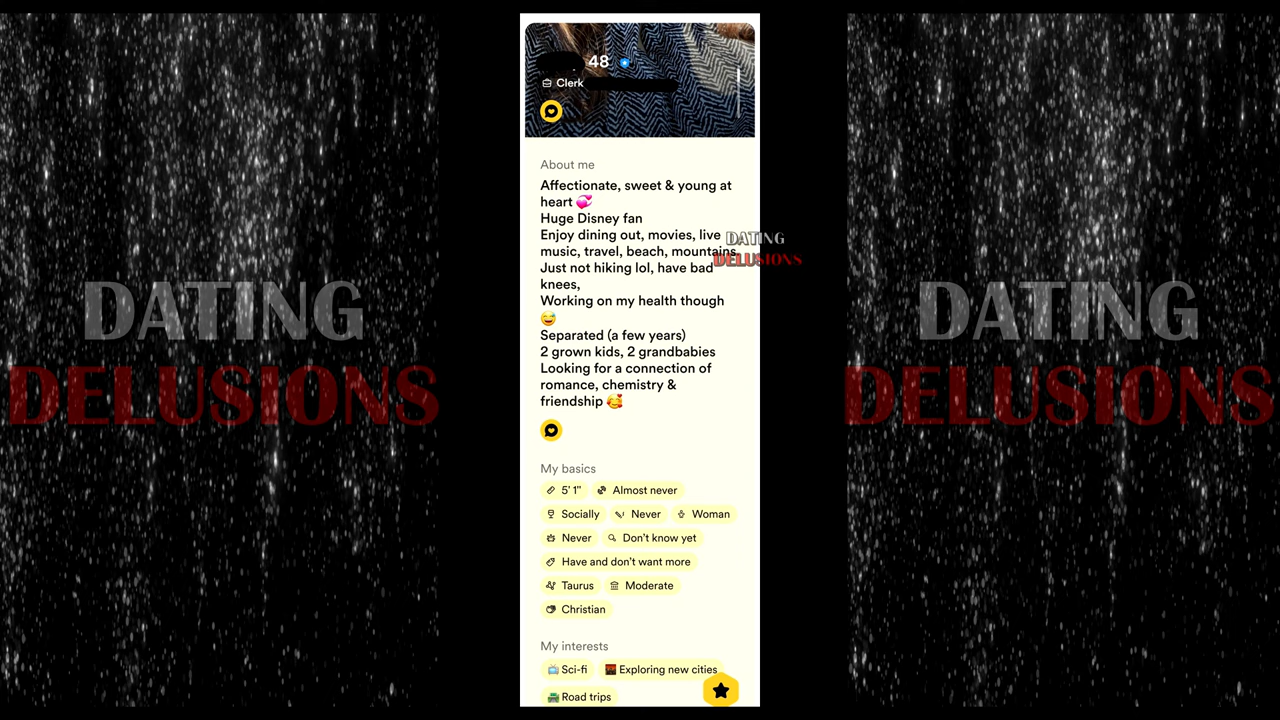 48
Clerk
About me
Affectionate, sweet & young at
heart 💞
Huge Disney fan
Enjoy dining out, movies, live
music, travel, beach, mountains.
Just not hiking lol, have bad
knees,
Working on my health though
😅
Separated (a few years)
2 grown kids, 2 grandbabies
Looking for a connection of
romance, chemistry &
friendship 🥰
My basics
5' 1" Almost never
Socially Never Woman
Never Don't know yet
Have and don't want more
Taurus Moderate
Christian
My interests
Sci-fi Exploring new cities
Road trips
DATING
DELUSIONS
DATING
DELUSIONS
DATING
DELUSIONS